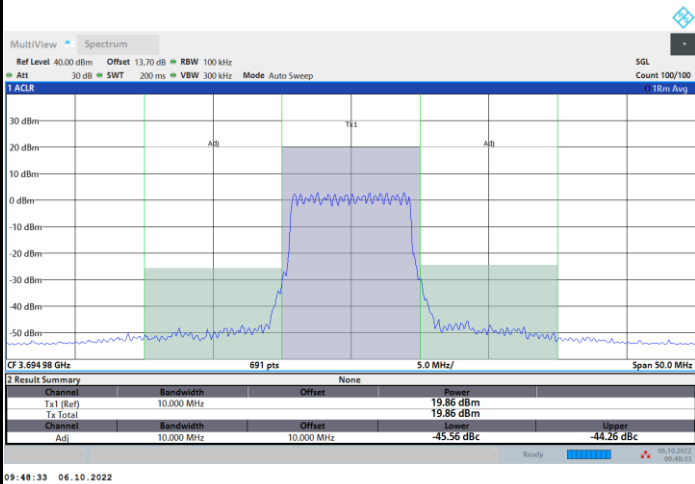 MultiView Spectrum
Ref Level 40.00 dBm Offset 13.70 dB RBW 100 kHz SGL
Att 30 dB SWT 200 ms VBW 300 kHz Mode Auto Sweep Count 100/100
1 ACLR 1Rm Avg
30 dBm
Tx1
20 dBm
Adj Adj
10 dBm
0 dBm
-10 dBm
-20 dBm
-30 dBm
-40 dBm
-50 dBm
CF 3.694 98 GHz 691 pts 5.0 MHz/ Span 50.0 MHz
2 Result Summary None
Channel Bandwidth Offset Power
Tx1 (Ref) 10.000 MHz 19.86 dBm
Tx Total 19.86 dBm
Channel Bandwidth Offset Lower Upper
Adj 10.000 MHz 10.000 MHz -45.56 dBc -44.26 dBc
Ready 06.10.2022
09:48:33
09:48:33 06.10.2022